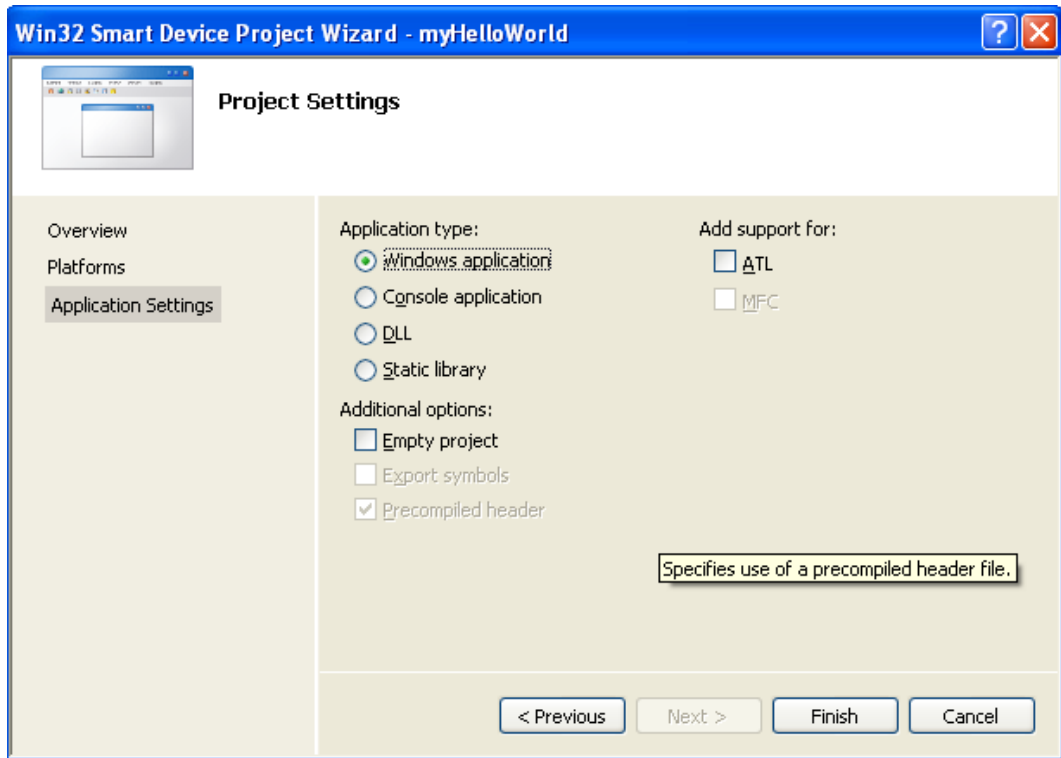 Win32 Smart Device Project Wizard - myHelloWorld
Project Settings
Overview
Platforms
Application Settings
Application type:
Windows application
Console application
DLL
Static library
Additional options:
Empty project
Export symbols
Precompiled header
Add support for:
ATL
MFC
Specifies use of a precompiled header file.
< Previous
Next >
Finish
Cancel